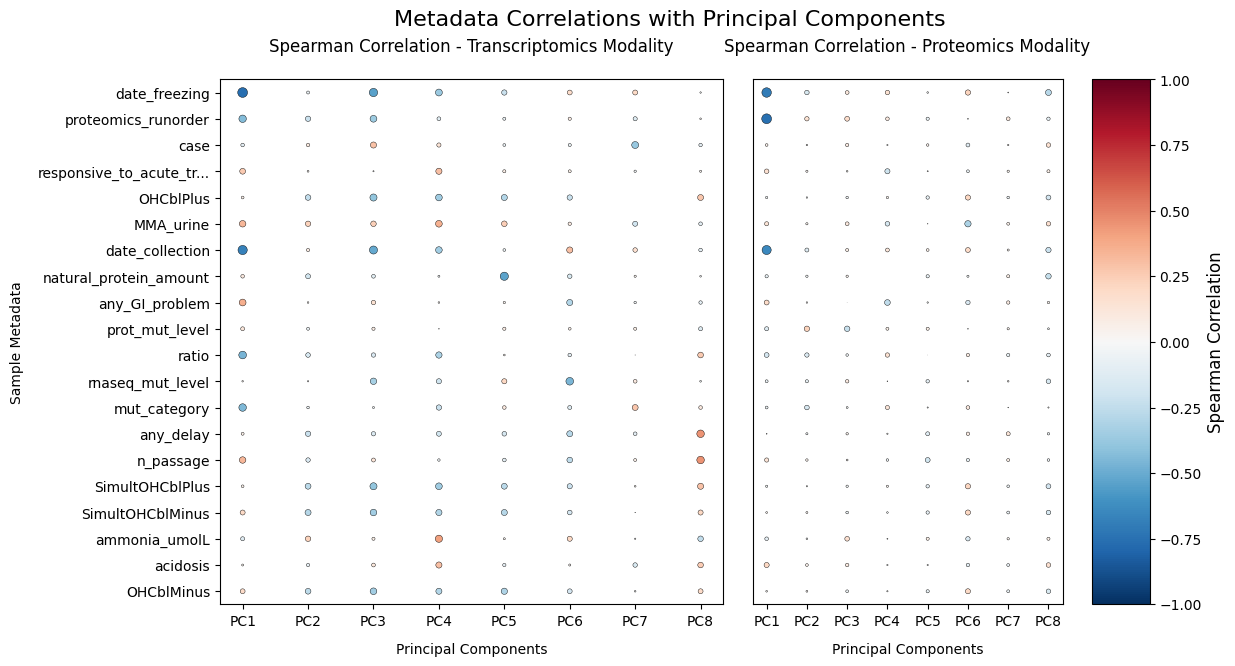 Metadata Correlations with Principal Components
Spearman Correlation - Transcriptomics Modality
Spearman Correlation - Proteomics Modality
Sample Metadata
date_freezing
proteomics_runorder
case
responsive_to_acute_tr...
OHCblPlus
MMA_urine
date_collection
natural_protein_amount
any_GI_problem
prot_mut_level
ratio
rnaseq_mut_level
mut_category
any_delay
n_passage
SimultOHCblPlus
SimultOHCblMinus
ammonia_umolL
acidosis
OHCblMinus
PC1 PC2 PC3 PC4 PC5 PC6 PC7 PC8
Principal Components
PC1 PC2 PC3 PC4 PC5 PC6 PC7 PC8
Principal Components
1.00
0.75
0.50
0.25
0.00
−0.25
−0.50
−0.75
−1.00
Spearman Correlation